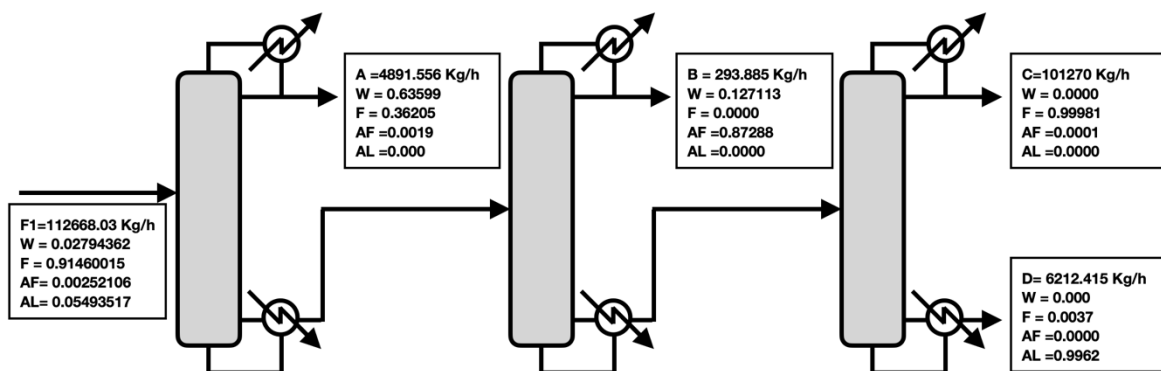 A =4891.556 Kg/h
W = 0.63599
F = 0.36205
AF =0.0019
AL =0.000
B = 293.885 Kg/h
W = 0.127113
F = 0.0000
AF =0.87288
AL =0.0000
C=101270 Kg/h
W = 0.0000
F = 0.99981
AF =0.0001
AL =0.0000
F1=112668.03 Kg/h
W = 0.02794362
F = 0.91460015
AF= 0.00252106
AL= 0.05493517
D= 6212.415 Kg/h
W = 0.000
F = 0.0037
AF =0.0000
AL =0.9962